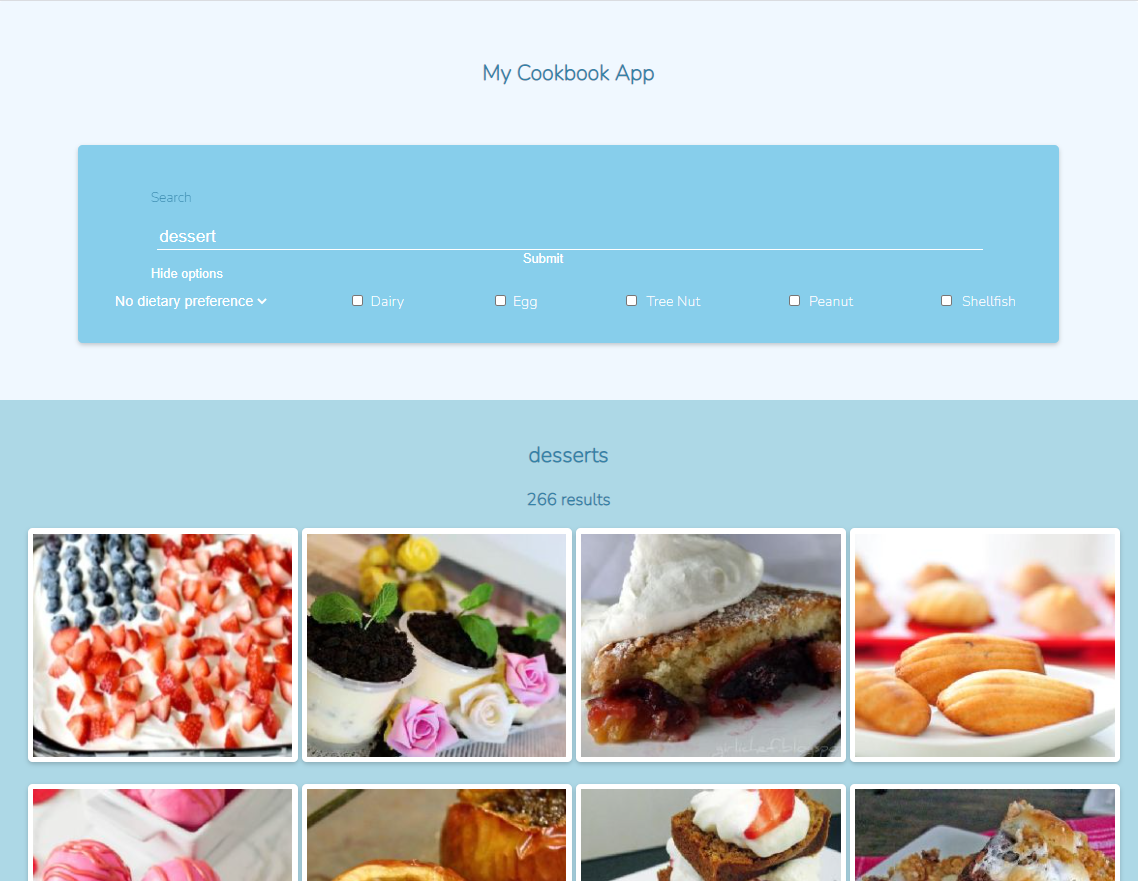 My Cookbook App
Search
dessert
Submit
Hide options
No dietary preference
Dairy
Egg
Tree Nut
Peanut
Shellfish
desserts
266 results